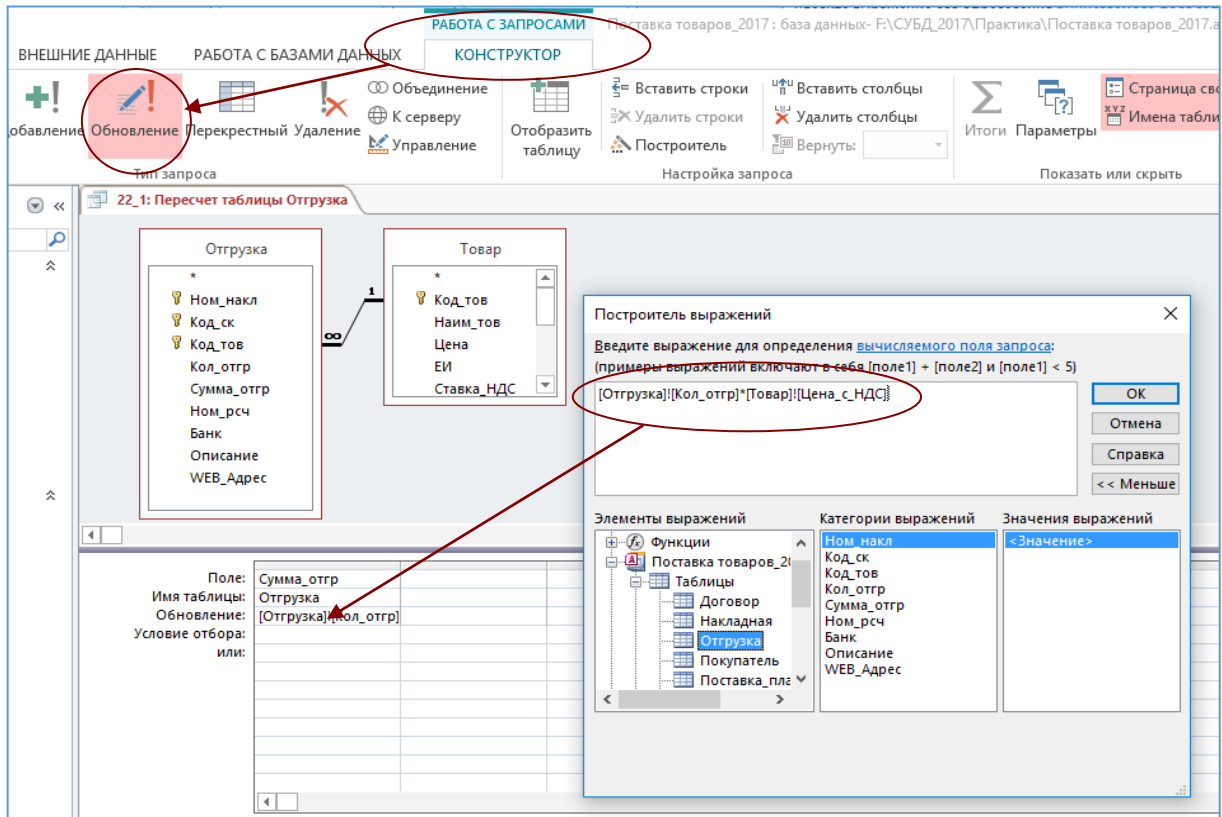 РАБОТА С ЗАПРОСАМИ Поставка товаров_2017 : база данных- F:\СУБД_2017\Практика\Поставка товаров_2017.a
ВНЕШНИЕ ДАННЫЕ РАБОТА С БАЗАМИ ДАННЫХ КОНСТРУКТОР
обавление Обновление Перекрестный Удаление
Объединение
К серверу
Управление
Отобразить
таблицу
Вставить строки
Удалить строки
Построитель
Вставить столбцы
Удалить столбцы
Вернуть:
Итоги Параметры
Страница сво
Имена табли
Тип запроса Настройка запроса Показать или скрыть
22_1: Пересчет таблицы Отгрузка
Отгрузка
*
Ном_накл
Код_ск
Код_тов
Кол_отгр
Сумма_отгр
Ном_рсч
Банк
Описание
WEB_Адрес
∞
1
Товар
*
Код_тов
Наим_тов
Цена
ЕИ
Ставка_НДС
Построитель выражений
Введите выражение для определения вычисляемого поля запроса:
(примеры выражений включают в себя [поле1] + [поле2] и [поле1] < 5)
[Отгрузка]![Кол_отгр]*[Товар]![Цена_с_НДС]
ОК
Отмена
Справка
<< Меньше
Элементы выражений
Функции
Поставка товаров_20
Таблицы
Договор
Накладная
Отгрузка
Покупатель
Поставка_пла
Категории выражений
Ном_накл
Код_ск
Код_тов
Кол_отгр
Сумма_отгр
Ном_рсч
Банк
Описание
WEB_Адрес
Значения выражений
<Значение>
Поле: Сумма_отгр
Имя таблицы: Отгрузка
Обновление: [Отгрузка]![Кол_отгр]
Условие отбора:
или: